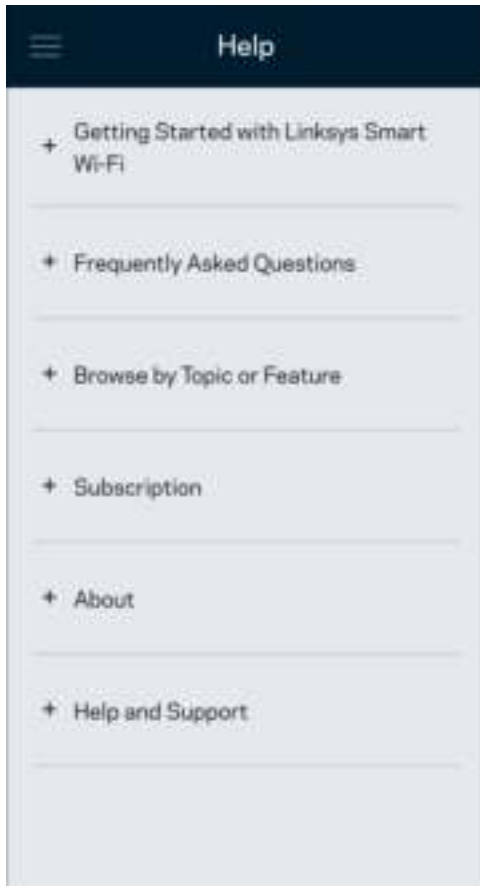 Help
+ Getting Started with Linksys Smart
Wi-Fi
+ Frequently Asked Questions
+ Browse by Topic or Feature
+ Subscription
+ About
+ Help and Support